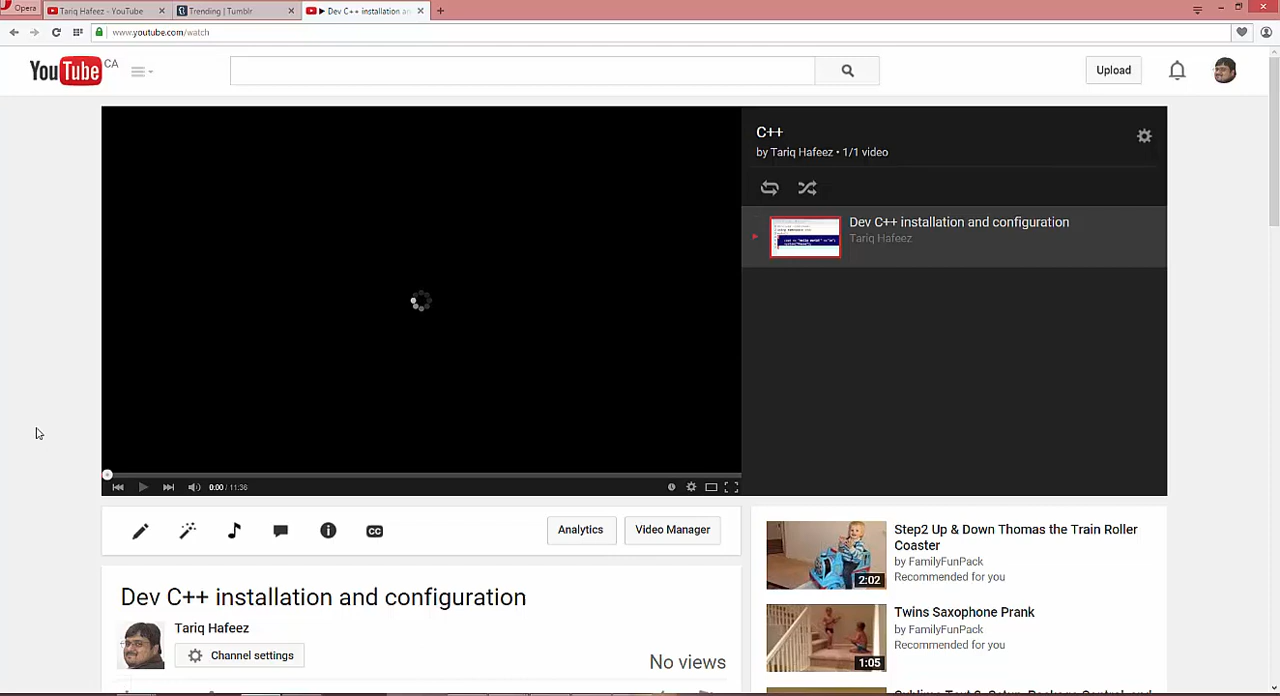 Opera
Tariq Hafeez - YouTube
Trending | Tumblr
▶ Dev C++ installation an
www.youtube.com/watch
YouTube CA
Upload
C++
by Tariq Hafeez • 1/1 video
Dev C++ installation and configuration
Tariq Hafeez
0:00 / 11:36
CC
Analytics
Video Manager
Dev C++ installation and configuration
Tariq Hafeez
Channel settings
No views
Step2 Up & Down Thomas the Train Roller
Coaster
by FamilyFunPack
Recommended for you
2:02
Twins Saxophone Prank
by FamilyFunPack
Recommended for you
1:05